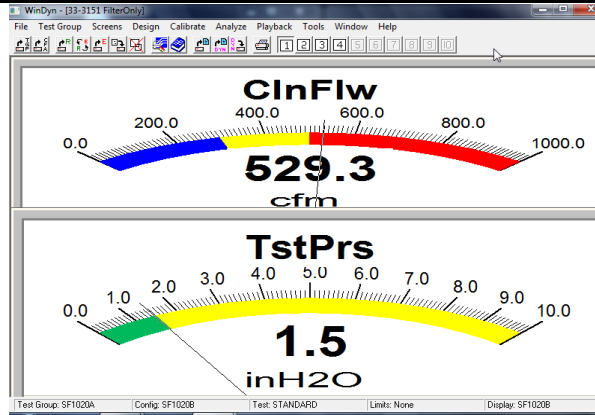 WinDyn - [33-3151 FilterOnly]
File Test Group Screens Design Calibrate Analyze Playback Tools Window Help
1 2 3 4 5 6 7 8 9 10
ClnFlw
0.0 200.0 400.0 600.0 800.0 1000.0
529.3
cfm
TstPrs
0.0 1.0 2.0 3.0 4.0 5.0 6.0 7.0 8.0 9.0 10.0
1.5
inH2O
Test Group: SF1020A Config: SF1020B Test: STANDARD Limits: None Display: SF1020B